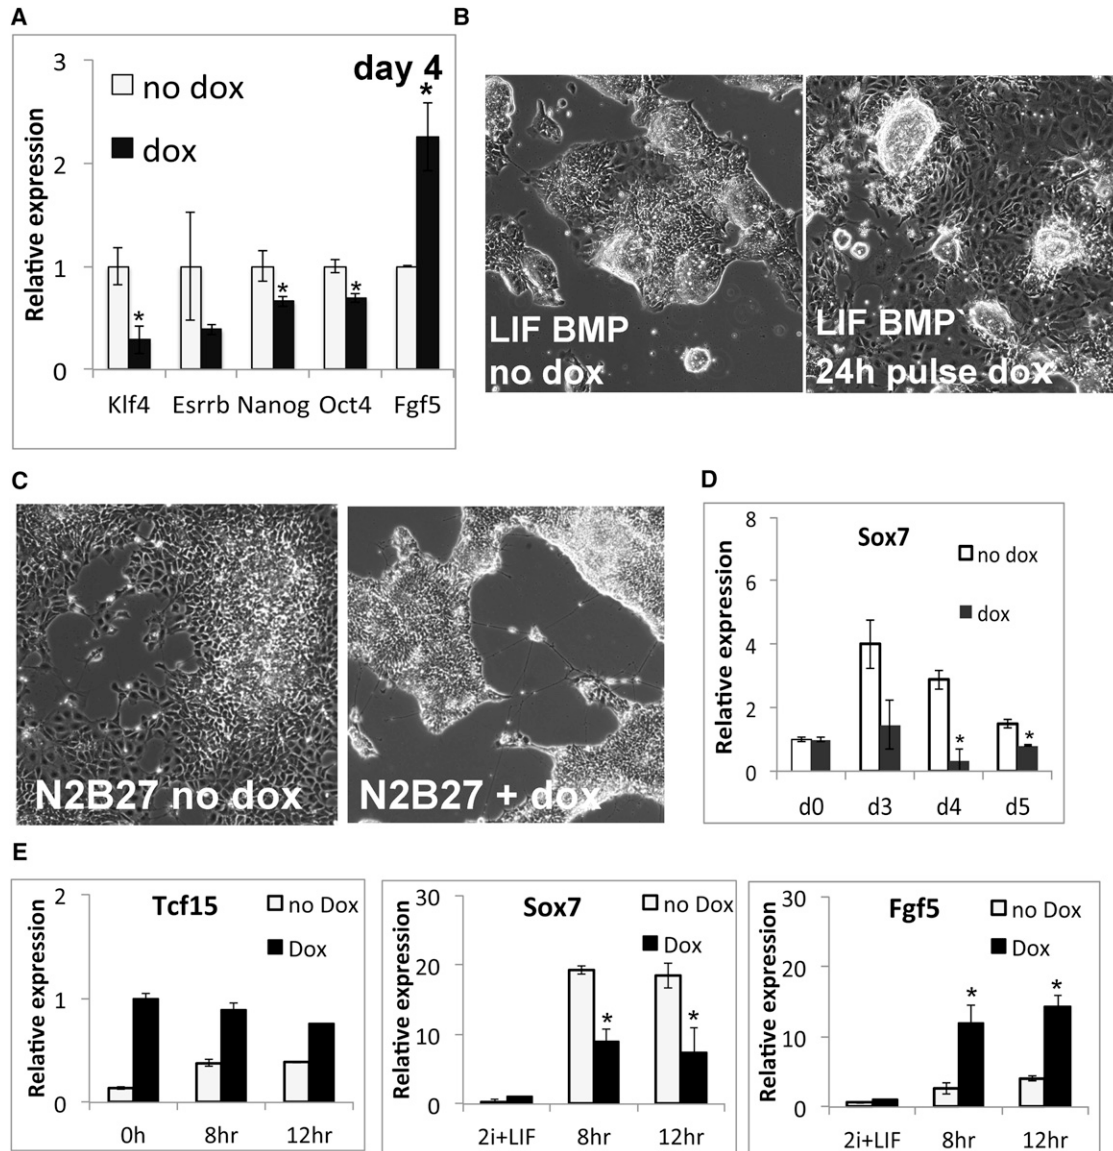 A
day 4
3
2
1
0
Relative expression
no dox
dox
*
*
*
*
Klf4 Esrrb Nanog Oct4 Fgf5
B
LIF BMP
no dox
LIF BMP`
24h pulse dox
C
N2B27 no dox
N2B27 + dox
D
Sox7
8
6
4
2
0
Relative expression
no dox
dox
*
*
d0 d3 d4 d5
E
Tcf15
2
1
0
Relative expression
no Dox
Dox
0h 8hr 12hr
Sox7
30
20
10
0
Relative expression
no Dox
Dox
*
*
2i+LIF 8hr 12hr
Fgf5
30
20
10
0
Relative expression
no Dox
Dox
*
*
2i+LIF 8hr 12hr